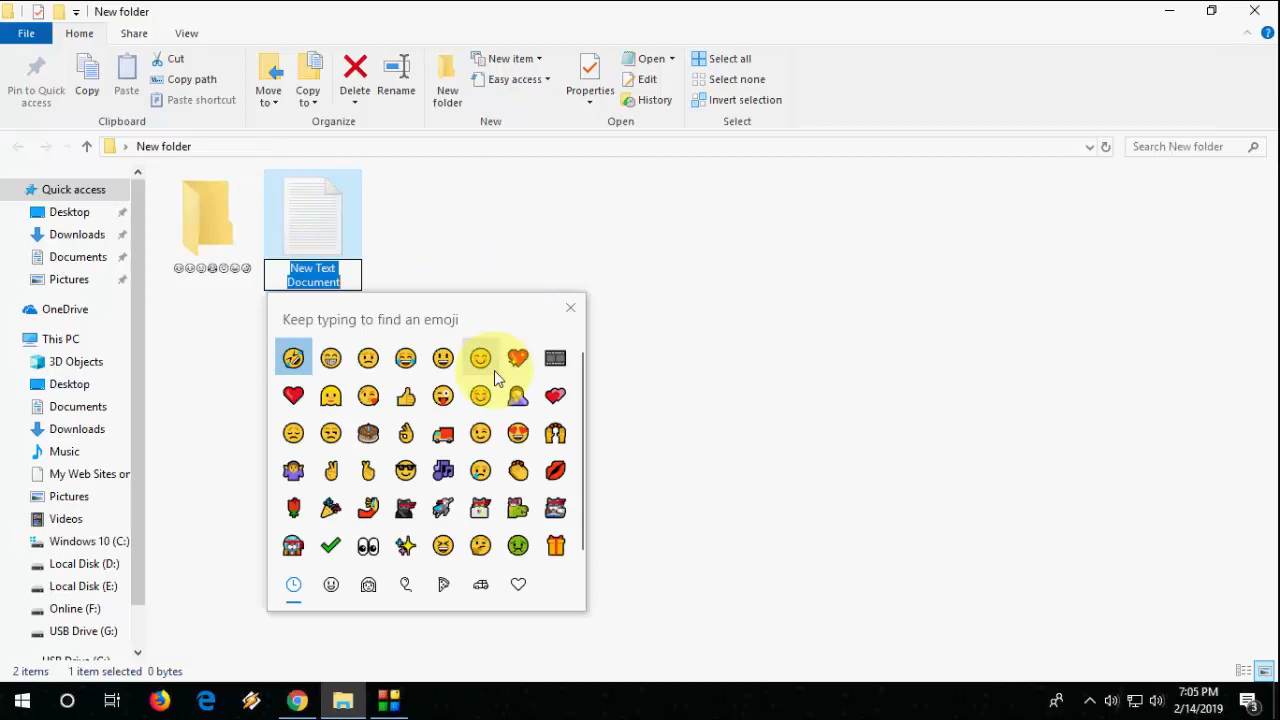 New folder
File Home Share View
Pin to Quick access
Copy
Paste
Cut
Copy path
Paste shortcut
Clipboard
Move to
Copy to
Delete
Rename
Organize
New folder
New item
Easy access
New
Properties
Open
Edit
History
Open
Select all
Select none
Invert selection
Select
New folder
Search New folder
Quick access
Desktop
Downloads
Documents
Pictures
OneDrive
This PC
3D Objects
Desktop
Documents
Downloads
Music
My Web Sites on
Pictures
Videos
Windows 10 (C:)
Local Disk (D:)
Local Disk (E:)
Online (F:)
USB Drive (G:)
New Text
Document
Keep typing to find an emoji
2 items 1 item selected 0 bytes
7:05 PM
2/14/2019
3